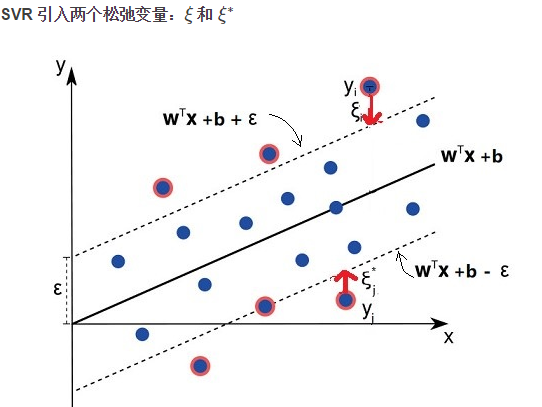 SVR 引入两个松弛变量：ξ 和 ξ*
y
yᵢ
ξᵢ
wᵀx +b + ε
wᵀx +b
ε
ξⱼ*
wᵀx +b - ε
yⱼ
x